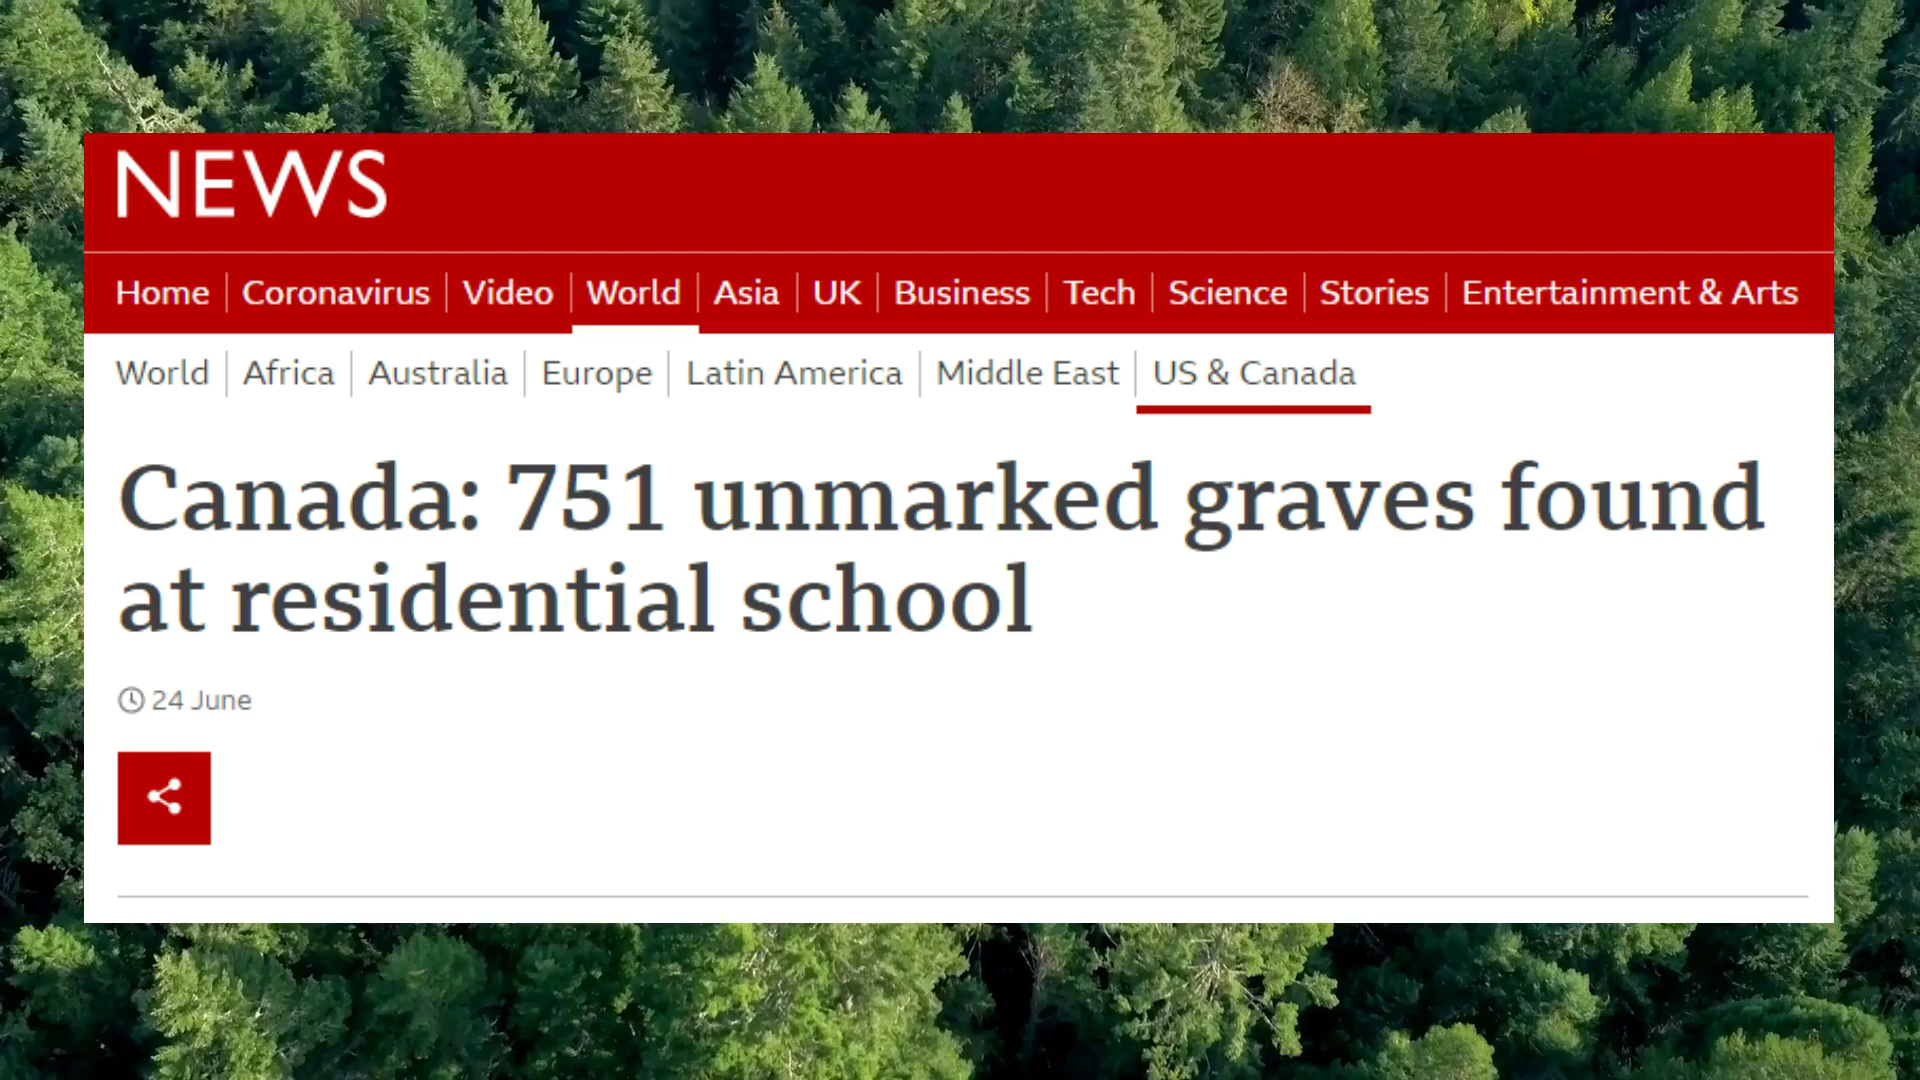 NEWS
Home Coronavirus Video World Asia UK Business Tech Science Stories Entertainment & Arts
World Africa Australia Europe Latin America Middle East US & Canada
Canada: 751 unmarked graves found
at residential school
24 June